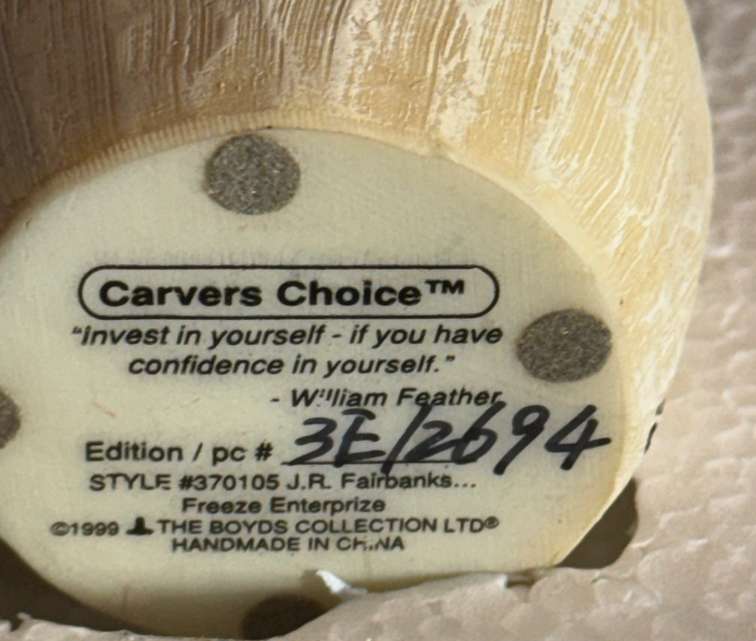 Carvers Choice™
"Invest in yourself - if you have
confidence in yourself."
- William Feather
Edition / pc # 3E/2694
STYLE #370105 J.R. Fairbanks...
Freeze Enterprize
©1999 THE BOYDS COLLECTION LTD®
HANDMADE IN CHINA